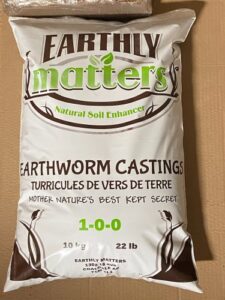 EARTHLY
matters
Natural Soil Enhancer
EARTHWORM CASTINGS
TURRICULES DE VERS DE TERRE
MOTHER NATURE'S BEST KEPT SECRET
1-0-0
10 kg 22 lb
EARTHLY MATTERS